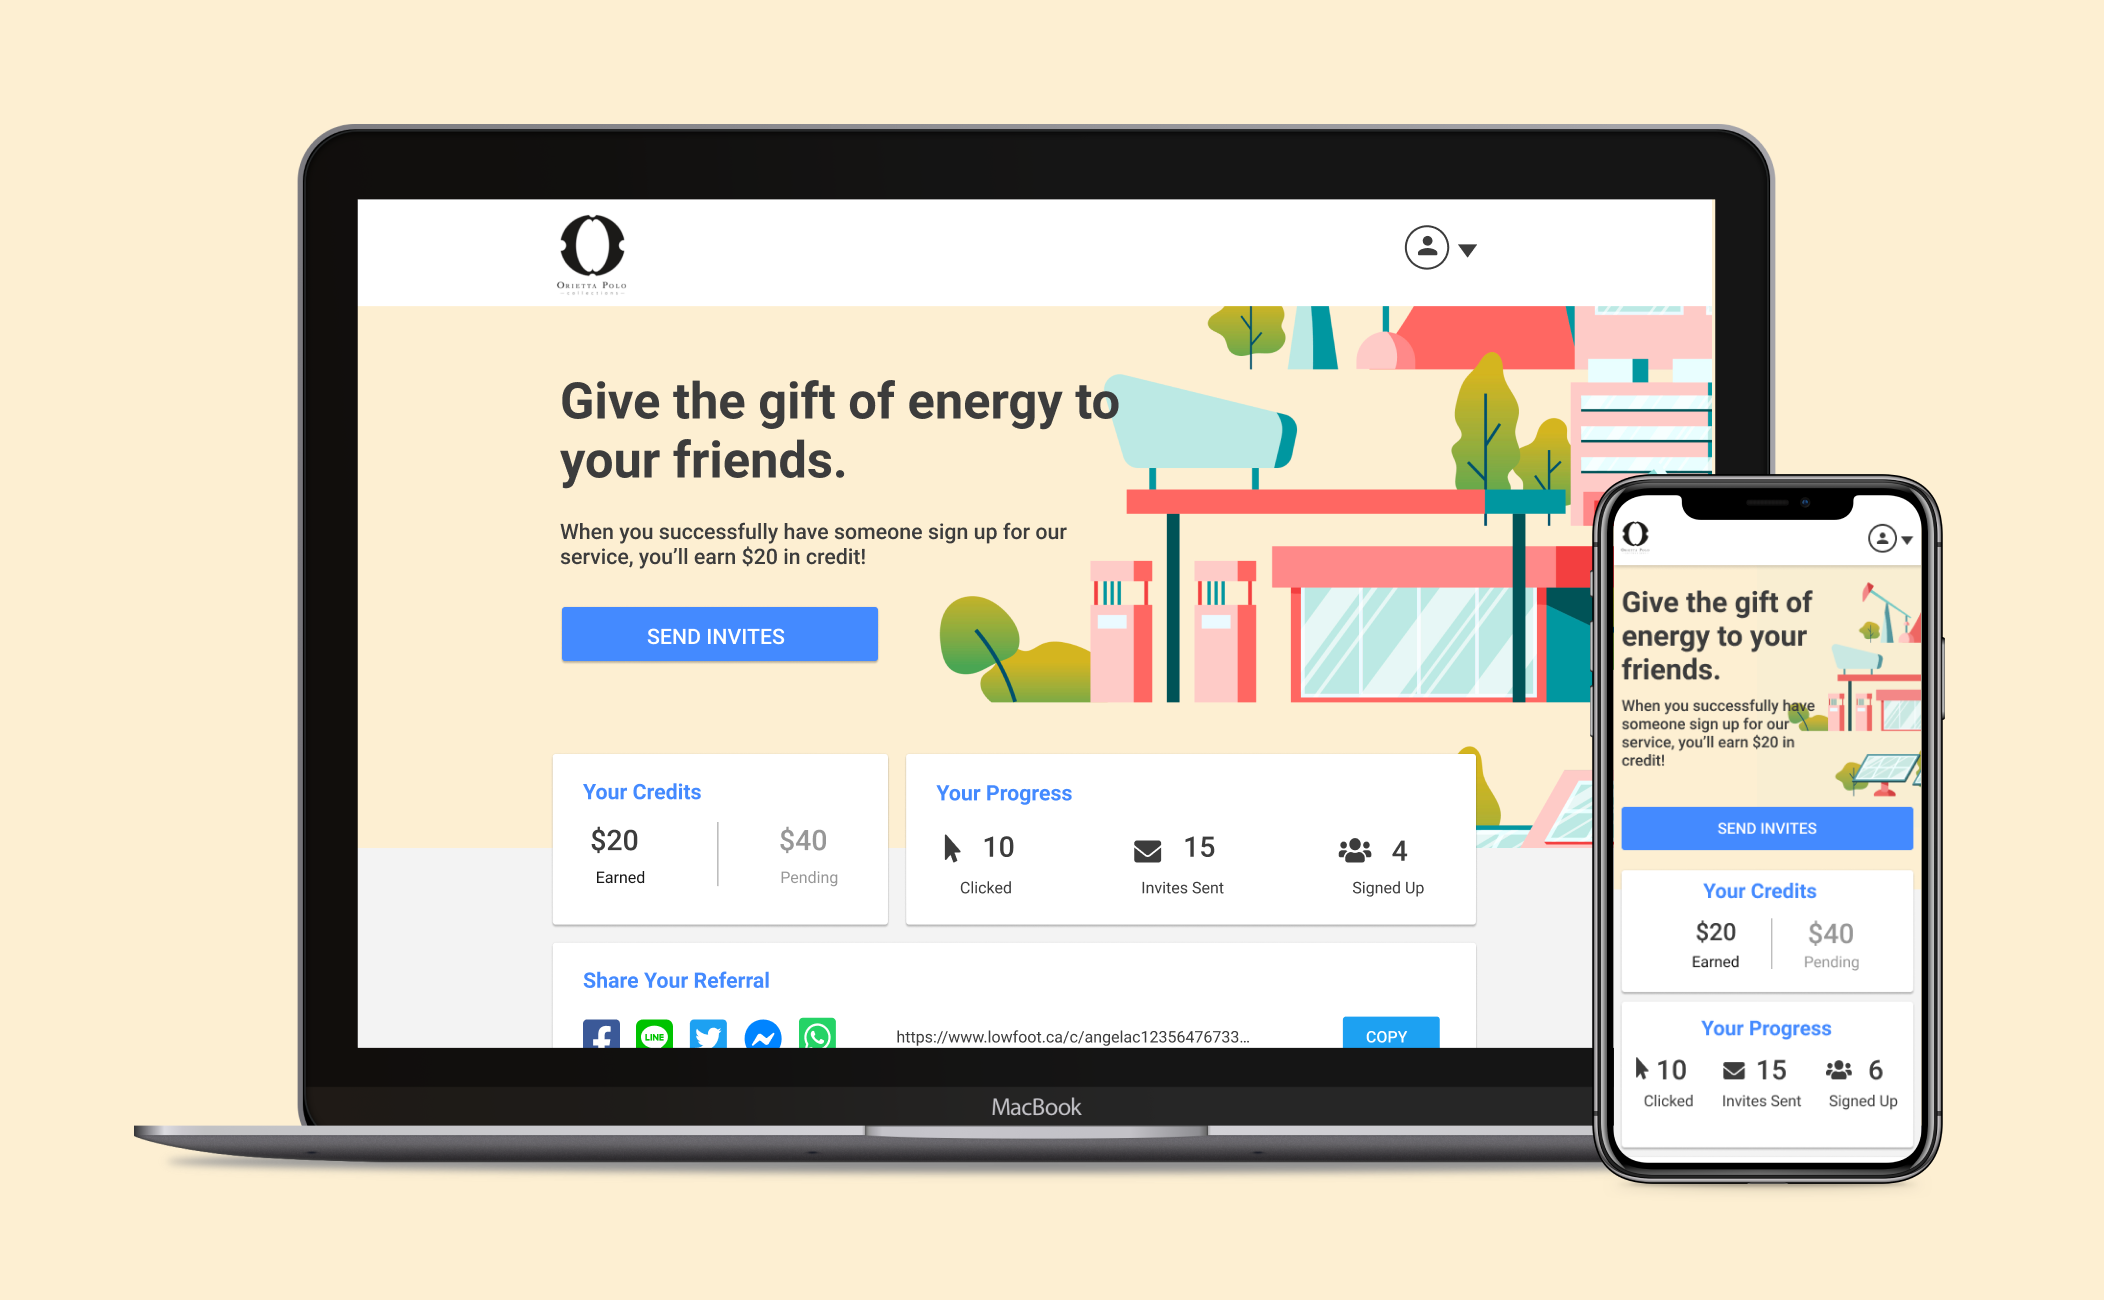 ORIETTA POLO
collections
Give the gift of energy to
your friends.
When you successfully have someone sign up for our
service, you'll earn $20 in credit!
SEND INVITES
Your Credits
$20
$40
Earned
Pending
Your Progress
10
15
4
Clicked
Invites Sent
Signed Up
Share Your Referral
LINE
https://www.lowfoot.ca/c/angelac12356476733...
COPY
MacBook
ORIETTA POLO
Give the gift of
energy to your
friends.
When you successfully have
someone sign up for our
service, you'll earn $20 in
credit!
SEND INVITES
Your Credits
$20
$40
Earned
Pending
Your Progress
10
15
6
Clicked
Invites Sent
Signed Up